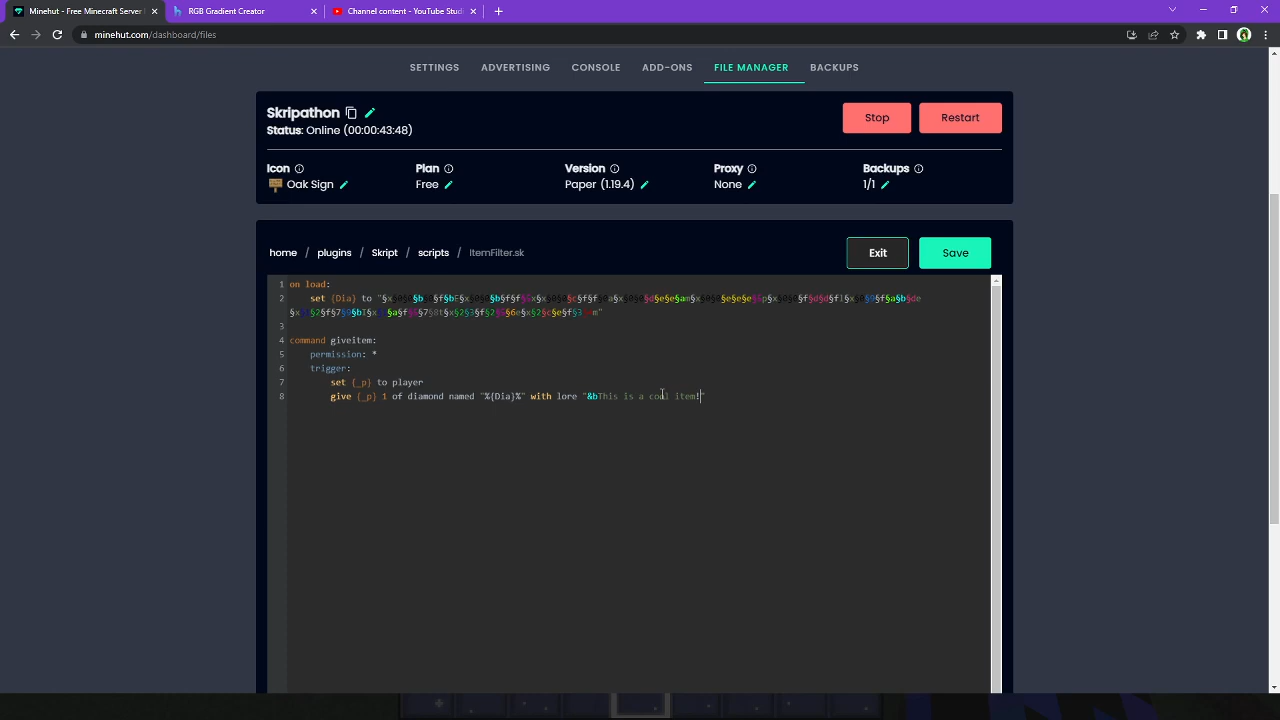 Minehut - Free Minecraft Server
RGB Gradient Creator
Channel content - YouTube Studi
minehut.com/dashboard/files
SETTINGS ADVERTISING CONSOLE ADD-ONS FILE MANAGER BACKUPS
Skripathon
Status: Online (00:00:43:48)
Stop Restart
Icon Plan Version Proxy Backups
Oak Sign Free Paper (1.19.4) None 1/1
home / plugins / Skript / scripts / ItemFilter.sk
Exit Save
1 on load:
2 set {Dia} to
3
4 command giveitem:
5 permission: *
6 trigger:
7 set {_p} to player
8 give {_p} 1 of diamond named "%{Dia}%" with lore "&bThis is a cool item!"